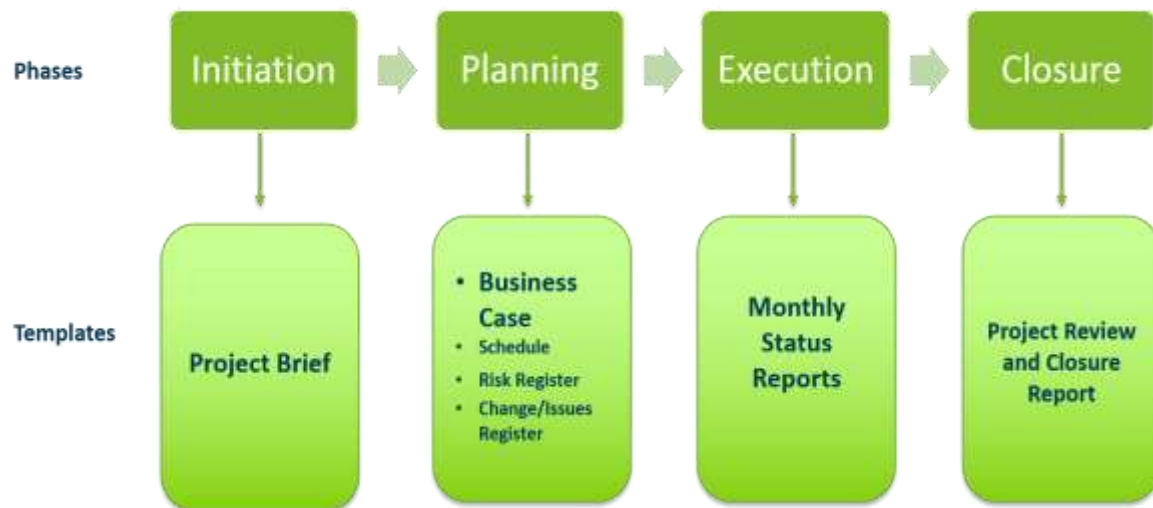 Phases
Initiation
Planning
Execution
Closure
Templates
Project Brief
• Business
Case
• Schedule
• Risk Register
• Change/Issues
Register
Monthly
Status
Reports
Project Review
and Closure
Report